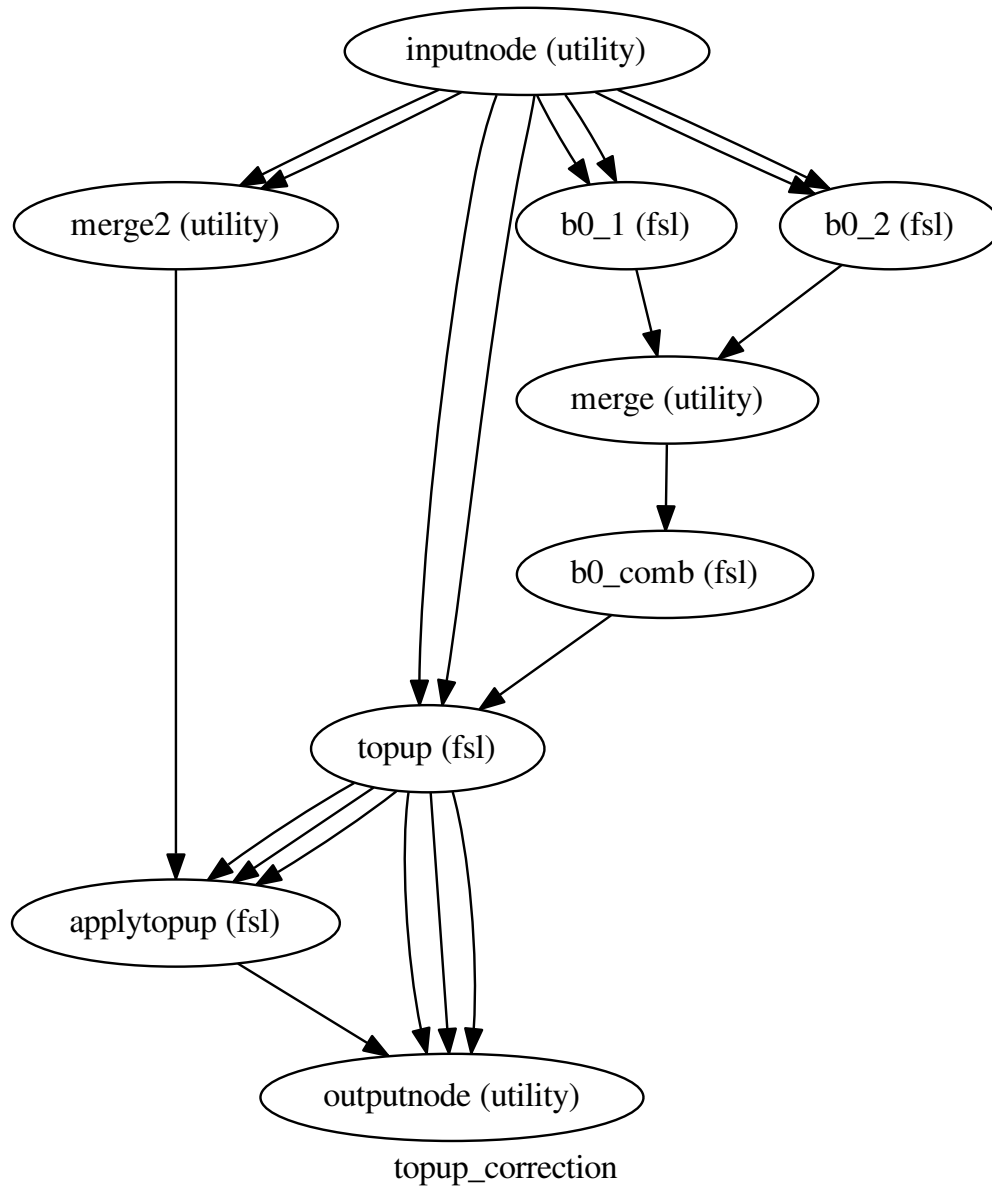 inputnode (utility)
merge2 (utility)
b0_1 (fsl)
b0_2 (fsl)
merge (utility)
b0_comb (fsl)
topup (fsl)
applytopup (fsl)
outputnode (utility)
topup_correction